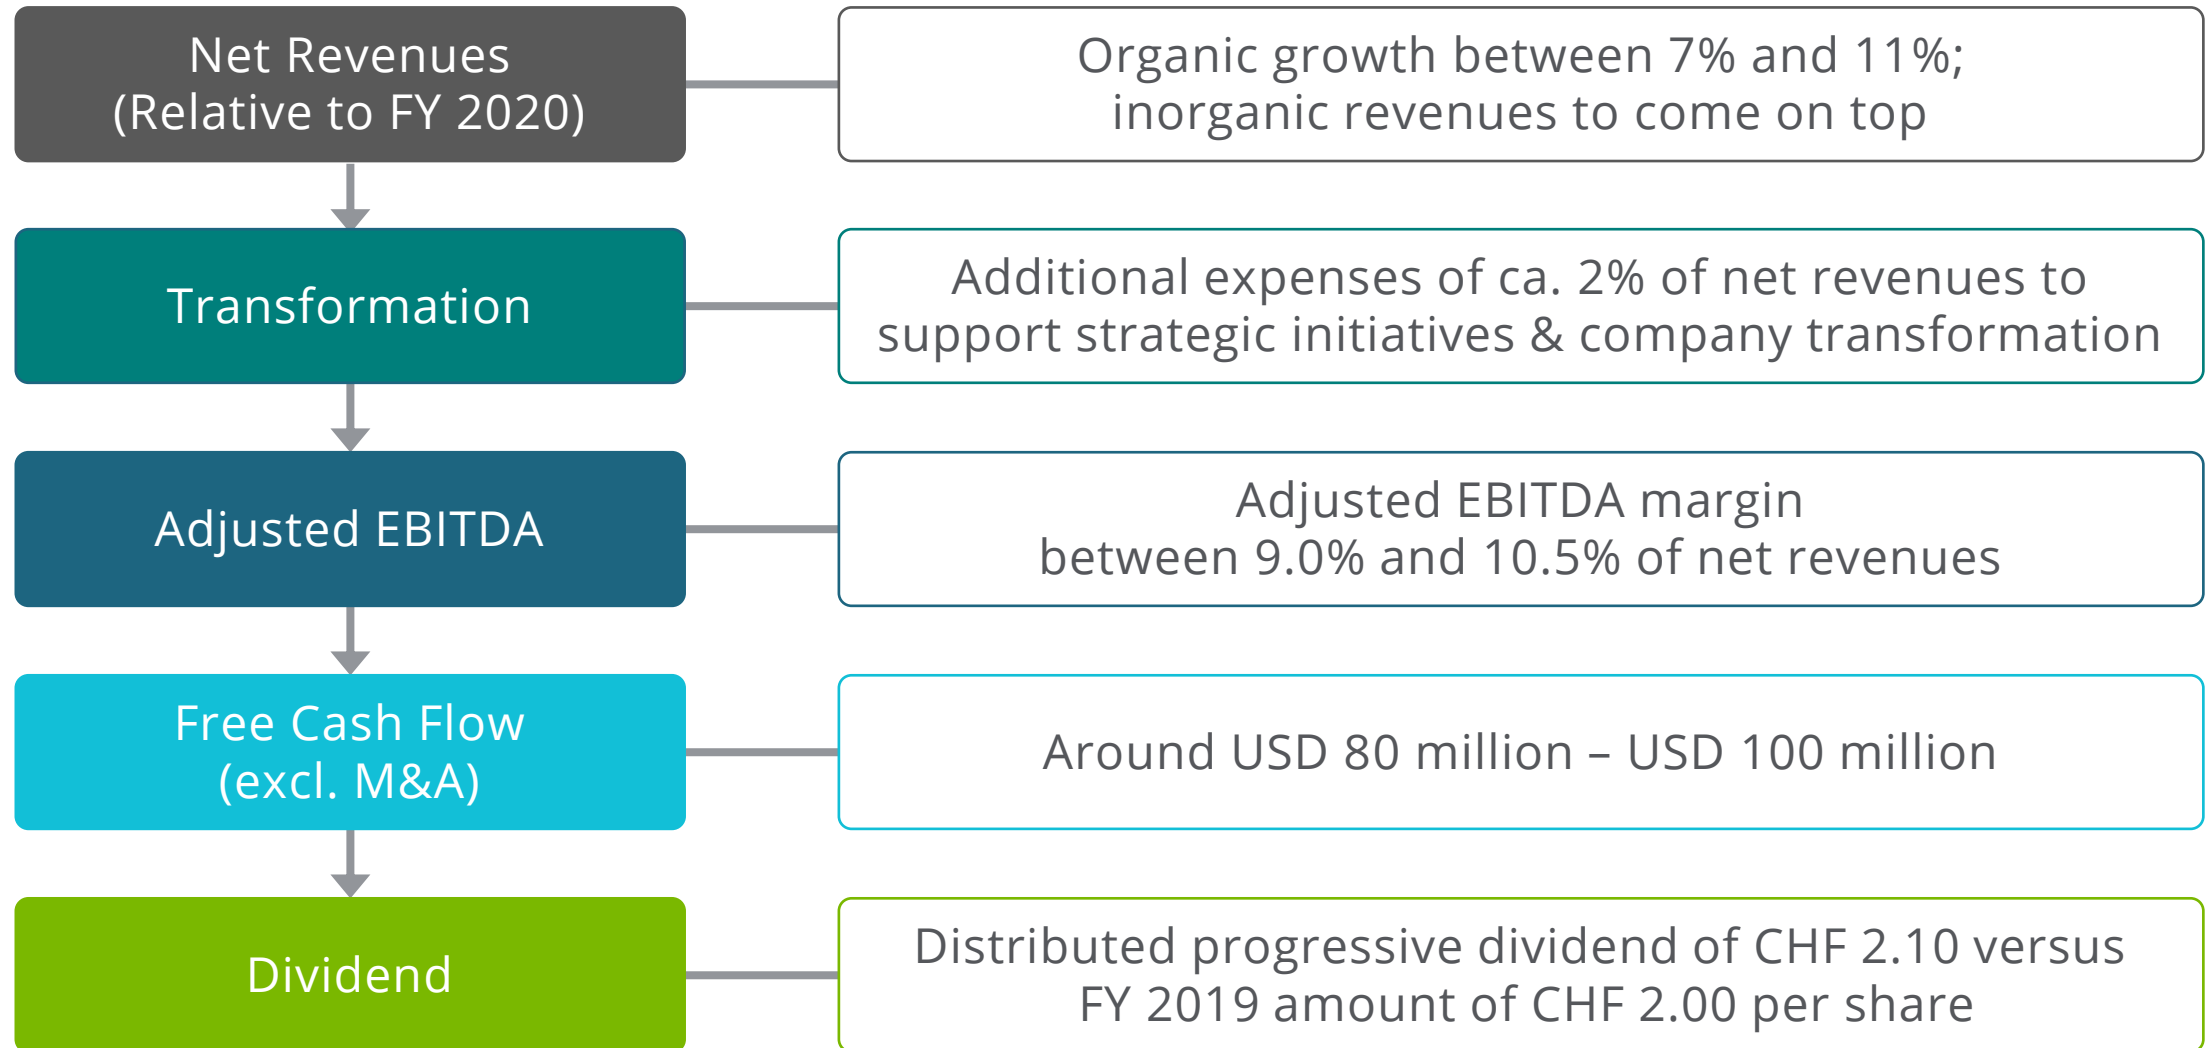 Net Revenues
(Relative to FY 2020)
Organic growth between 7% and 11%;
inorganic revenues to come on top
Transformation
Additional expenses of ca. 2% of net revenues to
support strategic initiatives & company transformation
Adjusted EBITDA
Adjusted EBITDA margin
between 9.0% and 10.5% of net revenues
Free Cash Flow
(excl. M&A)
Around USD 80 million – USD 100 million
Dividend
Distributed progressive dividend of CHF 2.10 versus
FY 2019 amount of CHF 2.00 per share